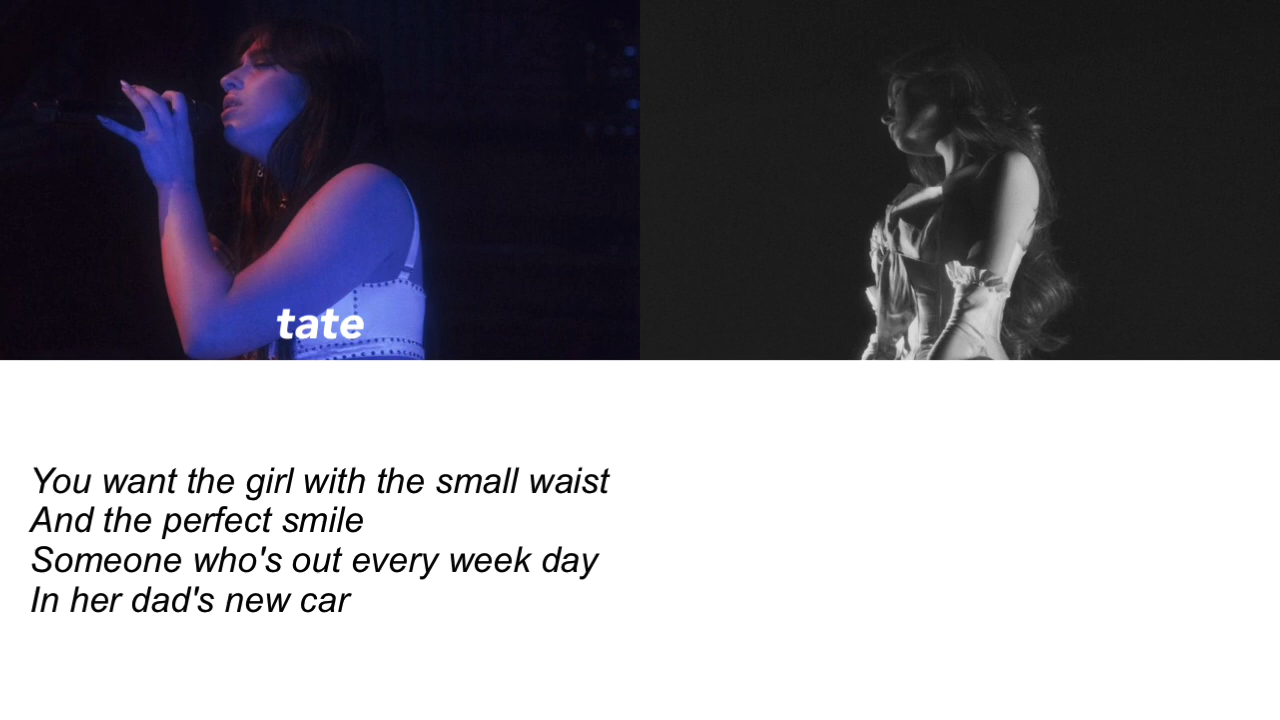 tate
You want the girl with the small waist
And the perfect smile
Someone who's out every week day
In her dad's new car